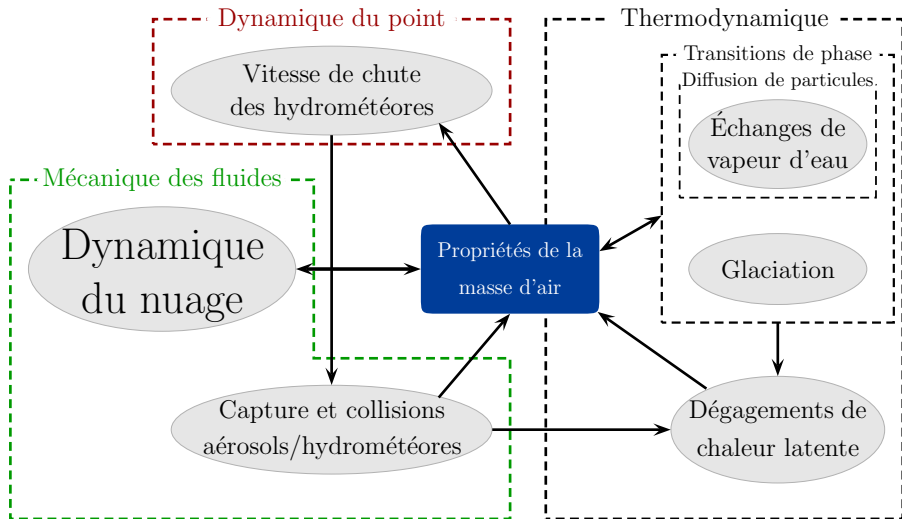 Dynamique du point
Vitesse de chute
des hydrométéores
Thermodynamique
Transitions de phase
Diffusion de particules
Échanges de
vapeur d'eau
Glaciation
Mécanique des fluides
Dynamique
du nuage
Propriétés de la
masse d'air
Capture et collisions
aérosols/hydrométéores
Dégagements de
chaleur latente